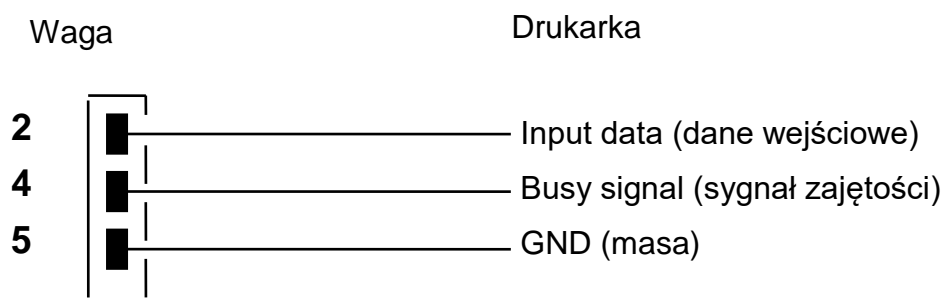 Waga Drukarka
2 Input data (dane wejściowe)
4 Busy signal (sygnał zajętości)
5 GND (masa)